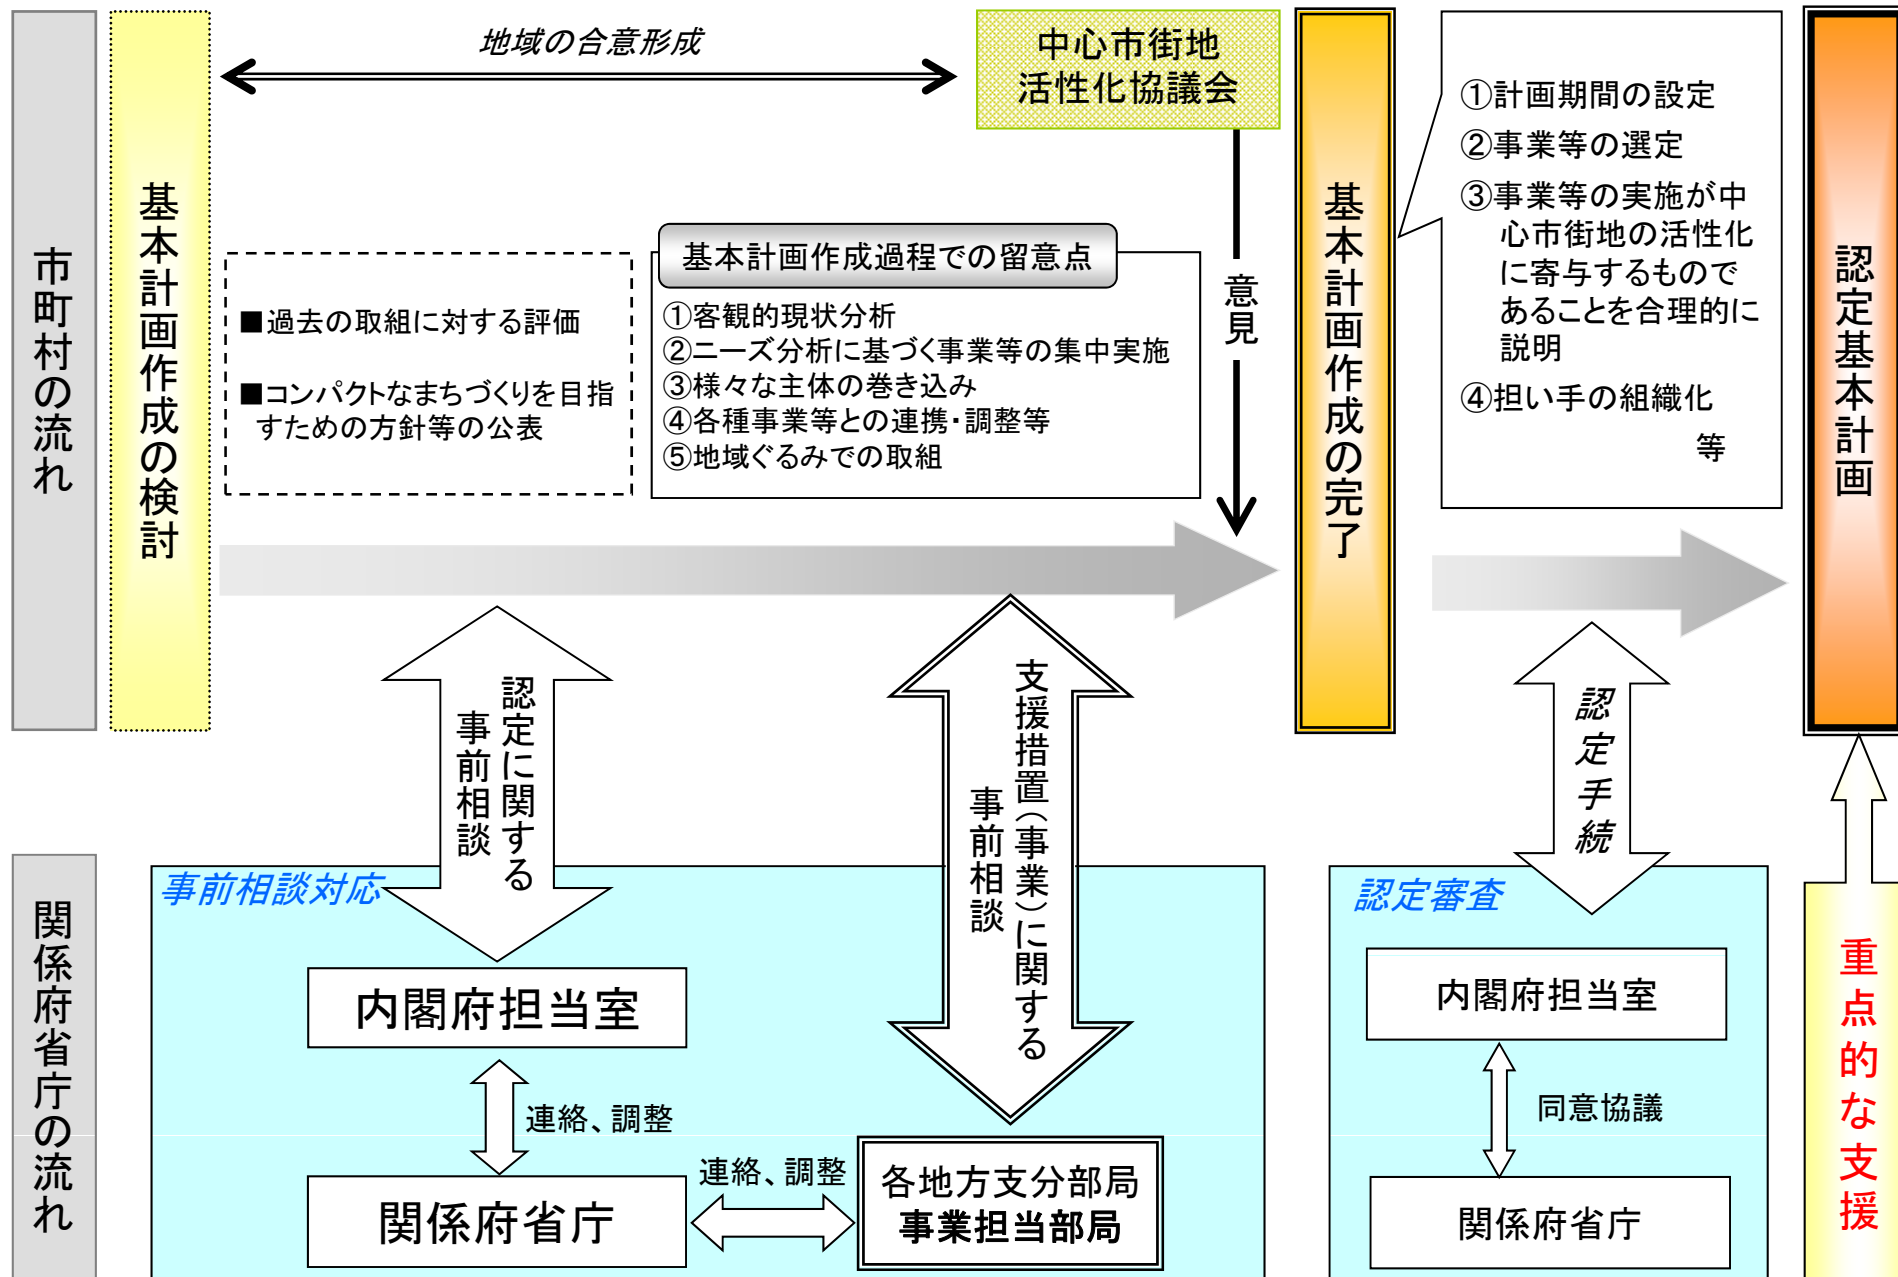 市町村の流れ
基本計画作成の検討
地域の合意形成
中心市街地
活性化協議会
意見
■過去の取組に対する評価
■コンパクトなまちづくりを目指
すための方針等の公表
基本計画作成過程での留意点
①客観的現状分析
②ニーズ分析に基づく事業等の集中実施
③様々な主体の巻き込み
④各種事業等との連携・調整等
⑤地域ぐるみでの取組
基本計画作成の完了
①計画期間の設定
②事業等の選定
③事業等の実施が中
心市街地の活性化
に寄与するもので
あることを合理的に
説明
④担い手の組織化
等
認定基本計画
認定に関する
事前相談
支援措置（事業）に関する
事前相談
認定手続
関係府省庁の流れ
事前相談対応
内閣府担当室
連絡、調整
関係府省庁
連絡、調整
各地方支分部局
事業担当部局
認定審査
内閣府担当室
同意協議
関係府省庁
重点的な支援